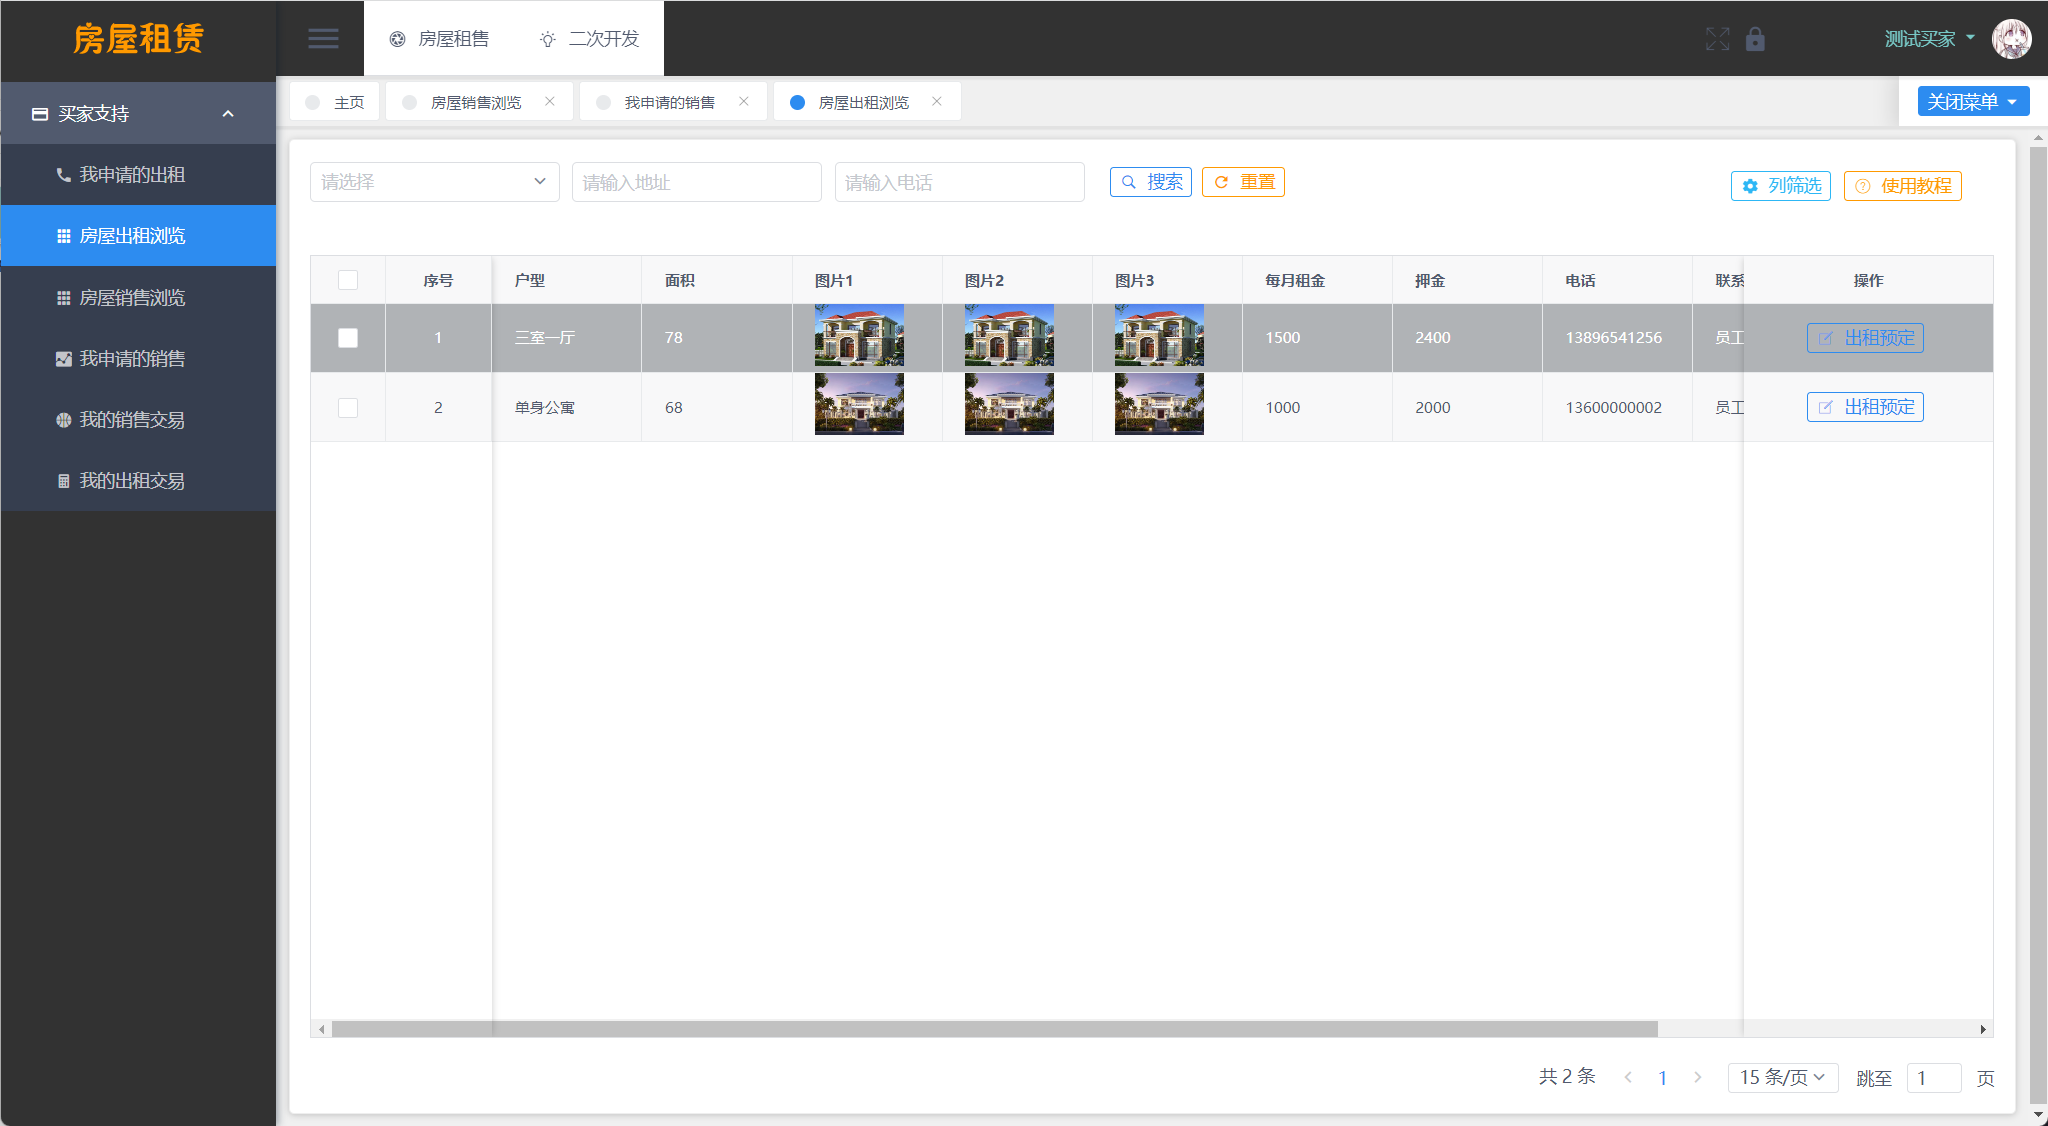 房屋租赁
房屋租售
二次开发
测试买家
买家支持
我申请的出租
房屋出租浏览
房屋销售浏览
我申请的销售
我的销售交易
我的出租交易
主页
房屋销售浏览
我申请的销售
房屋出租浏览
关闭菜单
请选择
请输入地址
请输入电话
搜索
重置
列筛选
使用教程
序号 户型 面积 图片1 图片2 图片3 每月租金 押金 电话 联系 操作
1 三室一厅 78 1500 2400 13896541256 员工 出租预定
2 单身公寓 68 1000 2000 13600000002 员工 出租预定
共 2 条 1 15 条/页 跳至 1 页